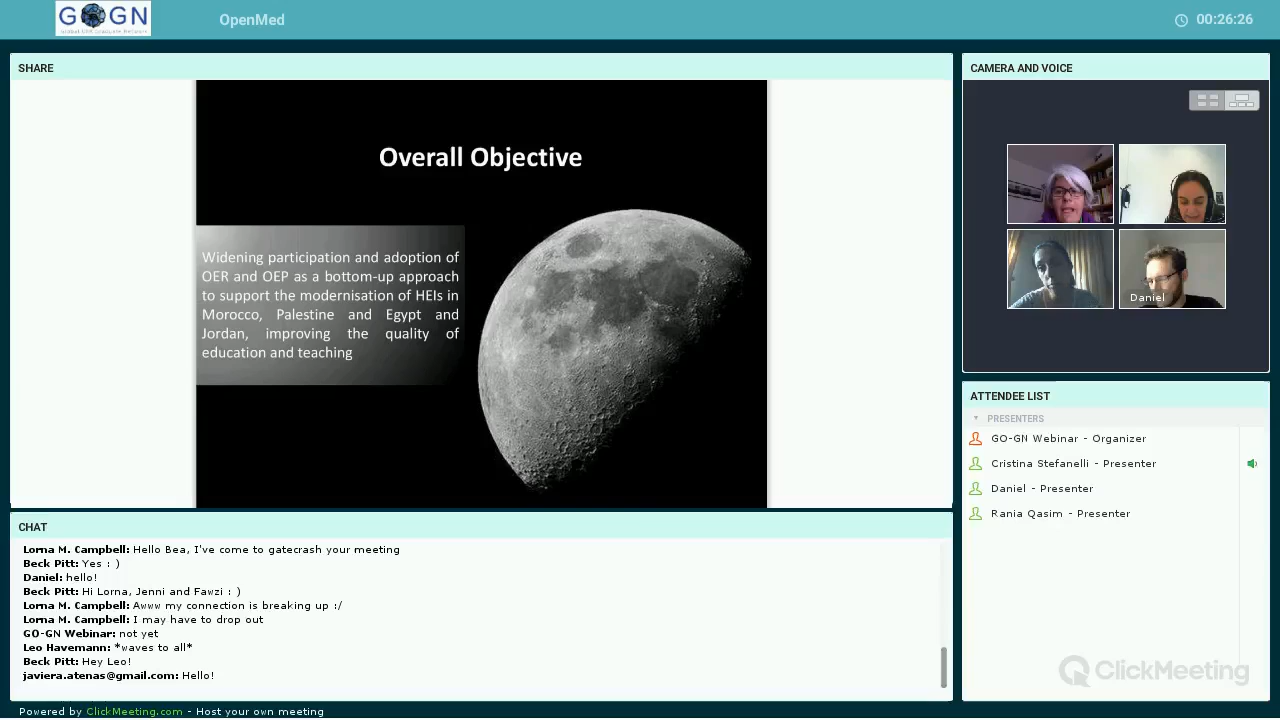 GOGN
Global OER Graduate Network
OpenMed
00:26:26
SHARE
Overall Objective
Widening participation and adoption of
OER and OEP as a bottom-up approach
to support the modernisation of HEIs in
Morocco, Palestine and Egypt and
Jordan, improving the quality of
education and teaching
CAMERA AND VOICE
Daniel
ATTENDEE LIST
PRESENTERS
GO-GN Webinar - Organizer
Cristina Stefanelli - Presenter
Daniel - Presenter
Rania Qasim - Presenter
ClickMeeting
CHAT
Lorna M. Campbell: Hello Bea, I've come to gatecrash your meeting
Beck Pitt: Yes : )
Daniel: hello!
Beck Pitt: Hi Lorna, Jenni and Fawzi : )
Lorna M. Campbell: Awww my connection is breaking up :/
Lorna M. Campbell: I may have to drop out
GO-GN Webinar: not yet
Leo Havemann: *waves to all*
Beck Pitt: Hey Leo!
javiera.atenas@gmail.com: Hello!
Powered by ClickMeeting.com - Host your own meeting